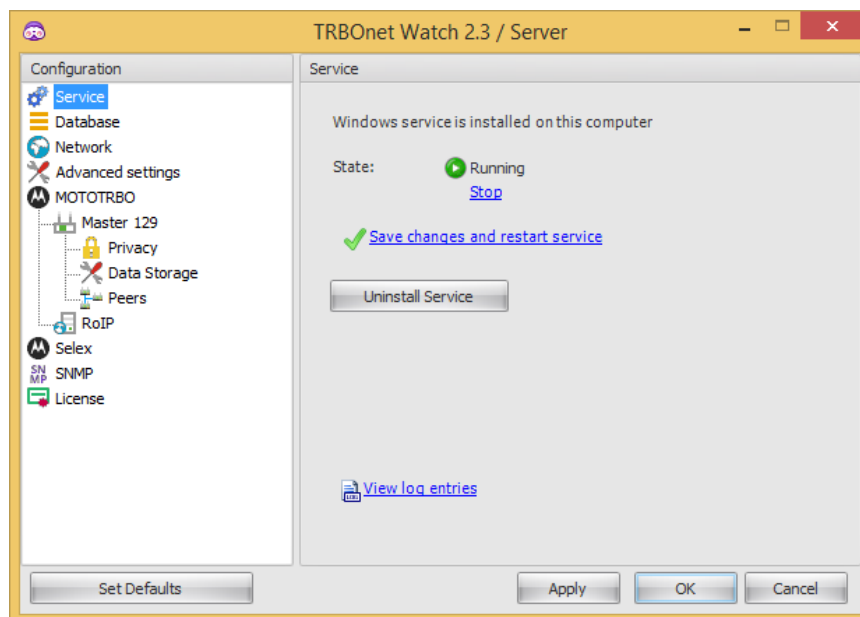 TRBOnet Watch 2.3 / Server
Configuration
Service
Database
Network
Advanced settings
MOTOTRBO
Master 129
Privacy
Data Storage
Peers
RoIP
Selex
SNMP
SNMP
License
Service
Windows service is installed on this computer
State: Running
Stop
Save changes and restart service
Uninstall Service
LOG
View log entries
Set Defaults
Apply
OK
Cancel